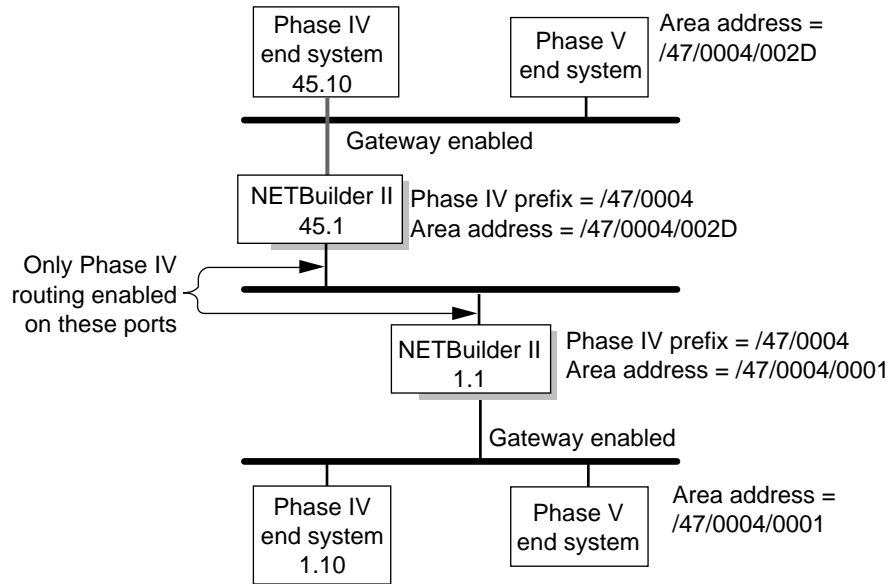 Phase IV
end system
45.10
Phase V
end system
Area address =
/47/0004/002D
Gateway enabled
NETBuilder II
45.1
Phase IV prefix = /47/0004
Area address = /47/0004/002D
Only Phase IV
routing enabled
on these ports
NETBuilder II
1.1
Phase IV prefix = /47/0004
Area address = /47/0004/0001
Gateway enabled
Phase IV
end system
1.10
Phase V
end system
Area address =
/47/0004/0001